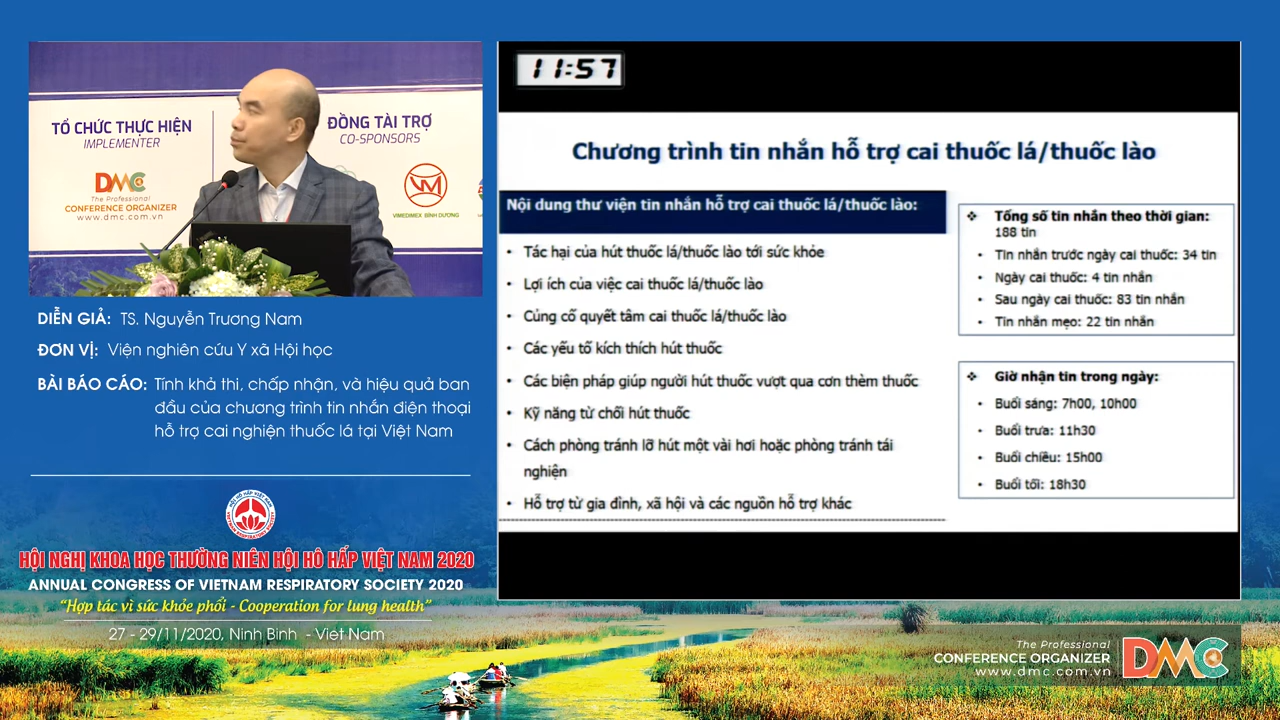 TỔ CHỨC THỰC HIỆN
IMPLEMENTER
DMC
The Professional
CONFERENCE ORGANIZER
www.dmc.com.vn
ĐỒNG TÀI TRỢ
CO-SPONSORS
VIMEDIMEX BÌNH DƯƠNG
DIỄN GIẢ: TS. Nguyễn Trương Nam
ĐƠN VỊ: Viện nghiên cứu Y xã Hội học
BÀI BÁO CÁO: Tính khả thi, chấp nhận, và hiệu quả ban
đầu của chương trình tin nhắn điện thoại
hỗ trợ cai nghiện thuốc lá tại Việt Nam
HỘI HÔ HẤP VIỆT NAM
VIETNAM RESPIRATORY SOCIETY
HỘI NGHỊ KHOA HỌC THƯỜNG NIÊN HỘI HÔ HẤP VIỆT NAM 2020
ANNUAL CONGRESS OF VIETNAM RESPIRATORY SOCIETY 2020
“Hợp tác vì sức khỏe phổi - Cooperation for lung health”
27 - 29/11/2020, Ninh Bình - Viet Nam
11:57
Chương trình tin nhắn hỗ trợ cai thuốc lá/thuốc lào
Nội dung thư viện tin nhắn hỗ trợ cai thuốc lá/thuốc lào:
• Tác hại của hút thuốc lá/thuốc lào tới sức khỏe
• Lợi ích của việc cai thuốc lá/thuốc lào
• Củng cố quyết tâm cai thuốc lá/thuốc lào
• Các yếu tố kích thích hút thuốc
• Các biện pháp giúp người hút thuốc vượt qua cơn thèm thuốc
• Kỹ năng từ chối hút thuốc
• Cách phòng tránh lỡ hút một vài hơi hoặc phòng tránh tái
nghiện
• Hỗ trợ từ gia đình, xã hội và các nguồn hỗ trợ khác
❖ Tổng số tin nhắn theo thời gian:
188 tin
• Tin nhắn trước ngày cai thuốc: 34 tin
• Ngày cai thuốc: 4 tin nhắn
• Sau ngày cai thuốc: 83 tin nhắn
• Tin nhắn mẹo: 22 tin nhắn
❖ Giờ nhận tin trong ngày:
• Buổi sáng: 7h00, 10h00
• Buổi trưa: 11h30
• Buổi chiều: 15h00
• Buổi tối: 18h30
The Professional
CONFERENCE ORGANIZER
www.dmc.com.vn
DMC